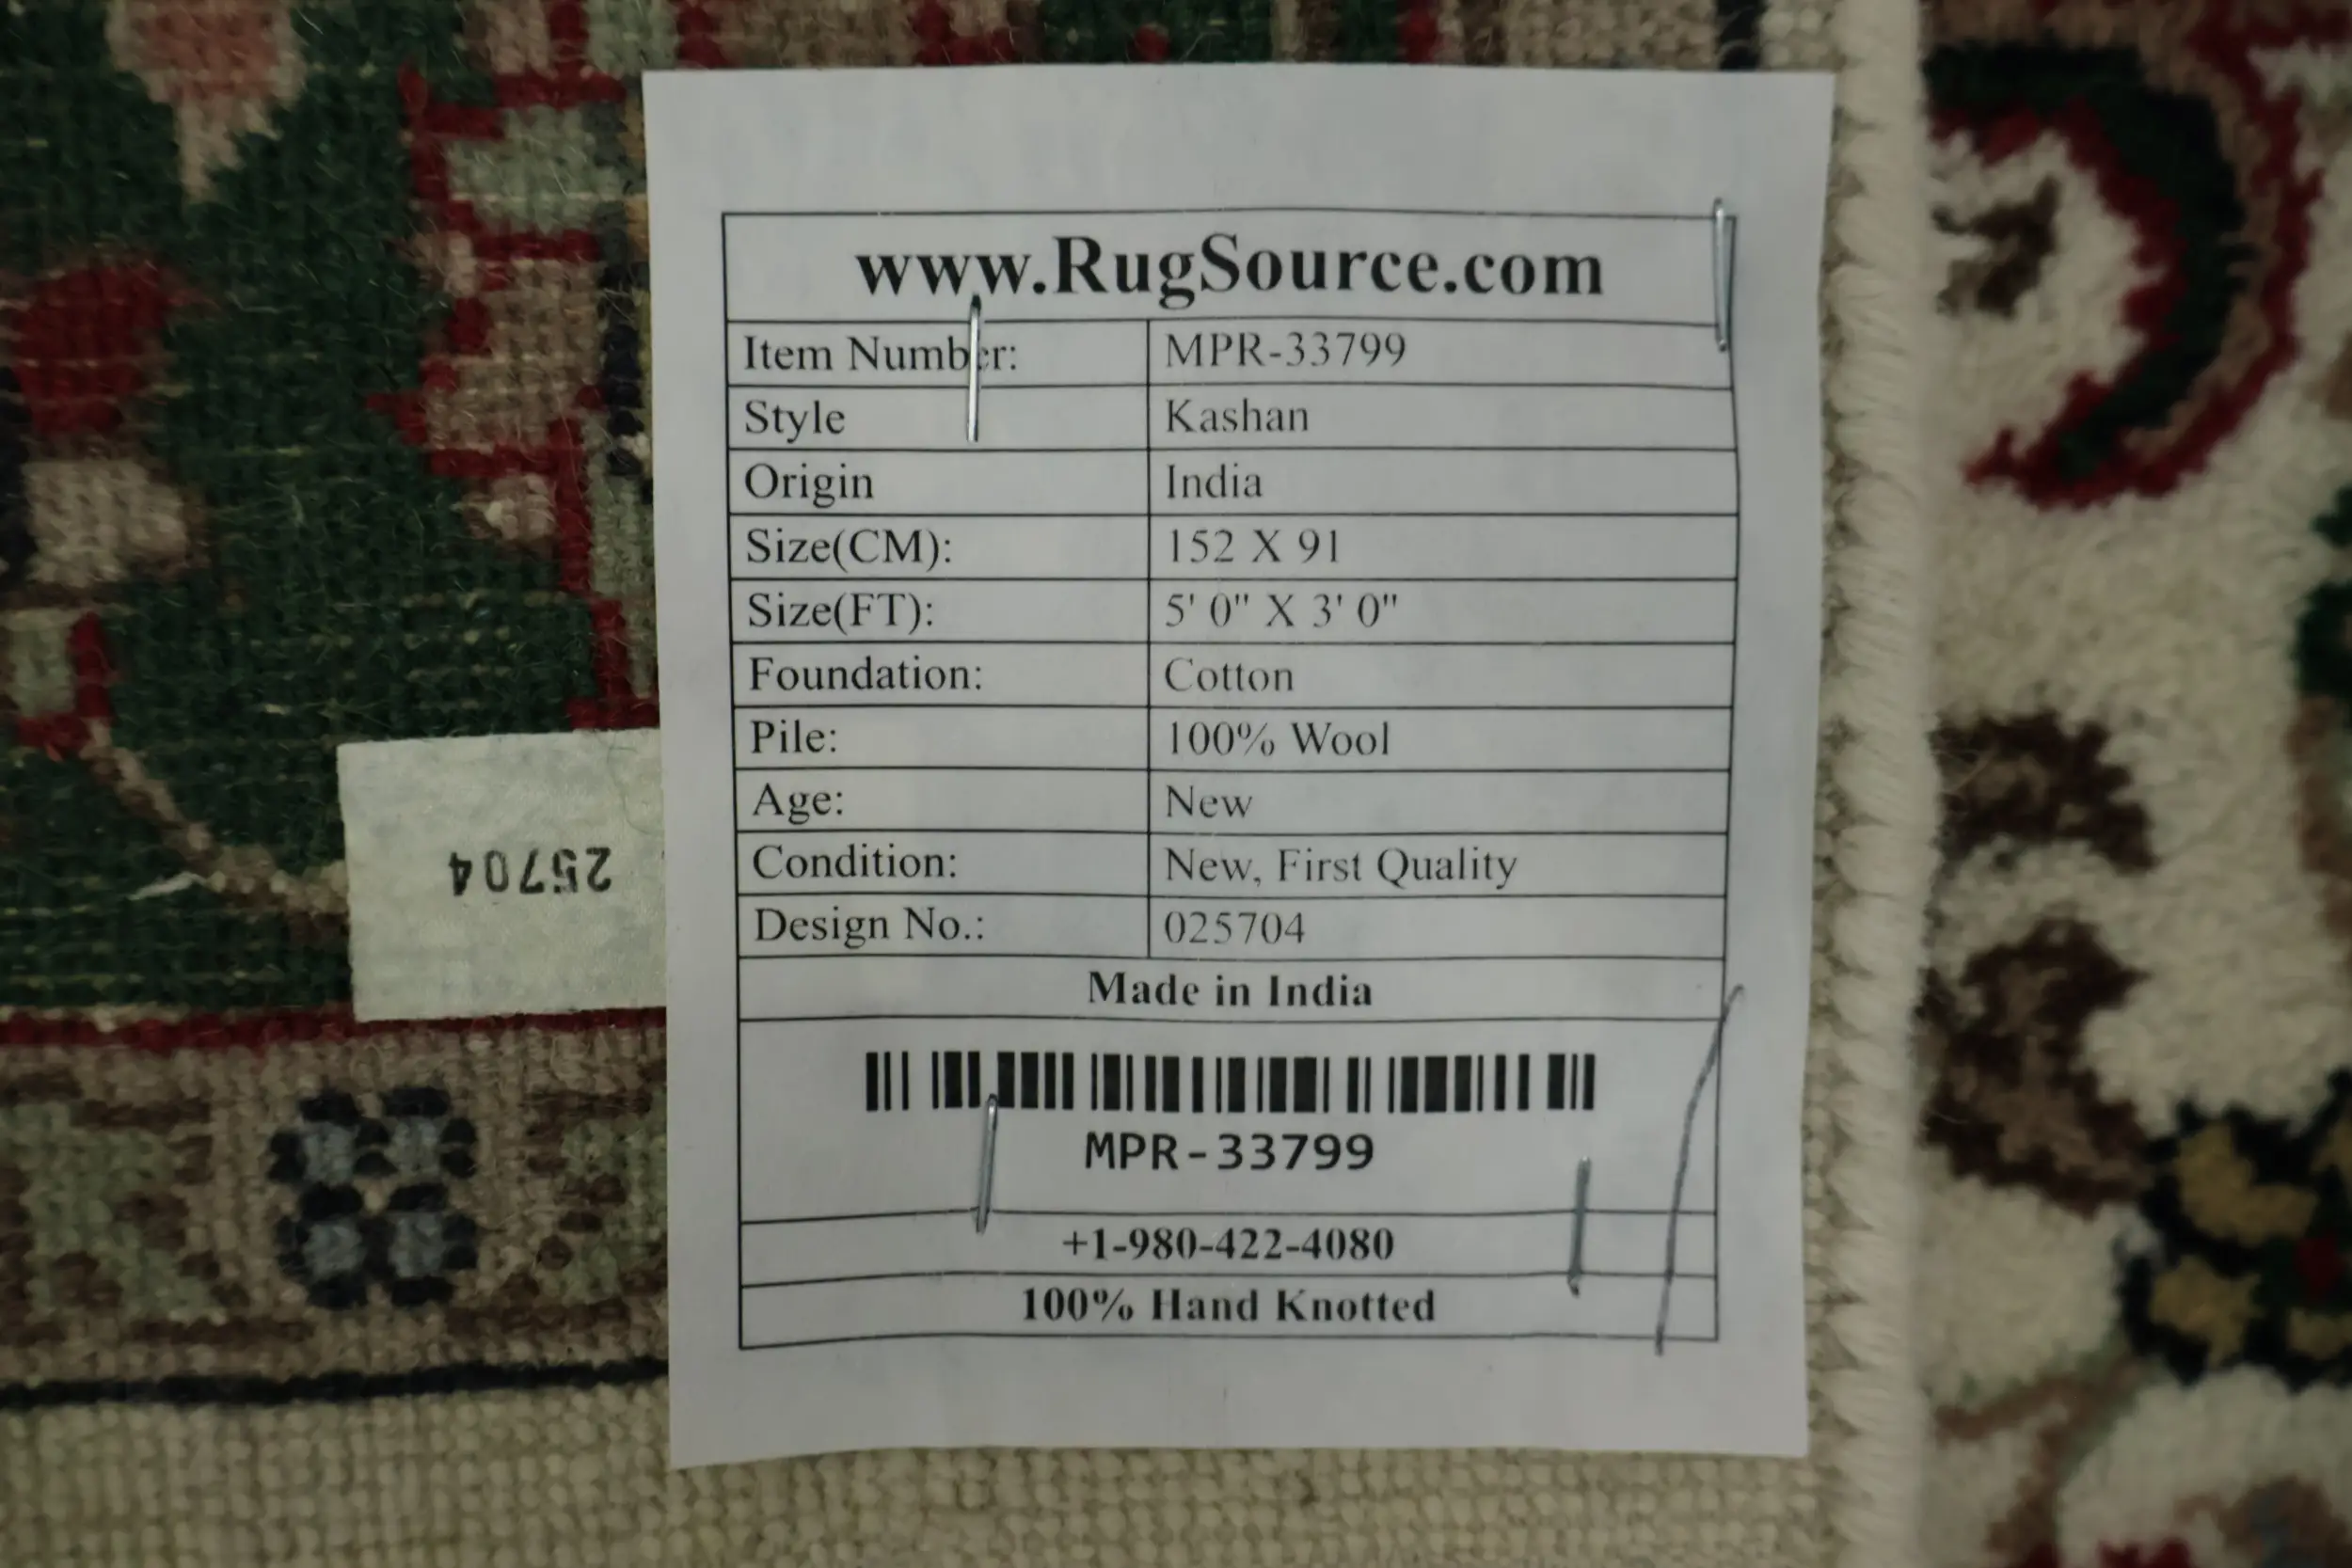 www.RugSource.com
Item Number: MPR-33799
Style Kashan
Origin India
Size(CM): 152 X 91
Size(FT): 5' 0" X 3' 0"
Foundation: Cotton
Pile: 100% Wool
Age: New
Condition: New, First Quality
Design No.: 025704
Made in India
MPR-33799
+1-980-422-4080
100% Hand Knotted
25704